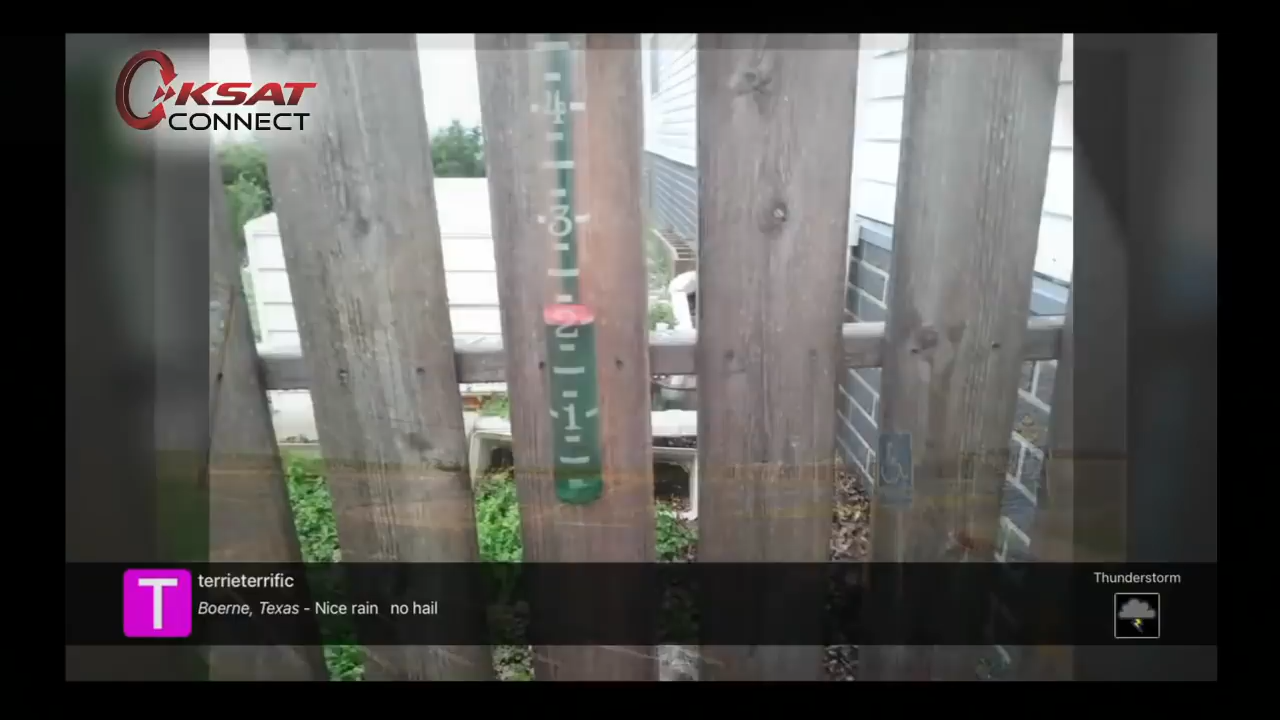 KSAT
CONNECT
4
3
2
1
terrieterrific
Boerne, Texas - Nice rain no hail
Thunderstorm
T